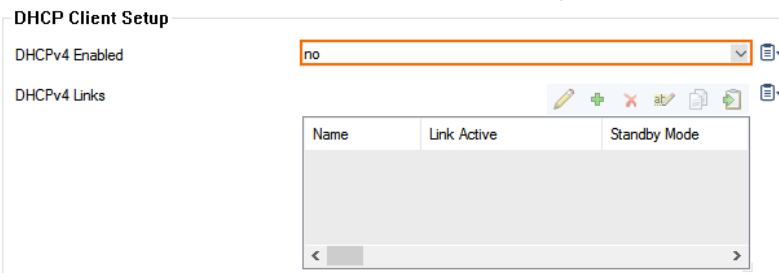 DHCP Client Setup
DHCPv4 Enabled no
DHCPv4 Links
Name Link Active Standby Mode